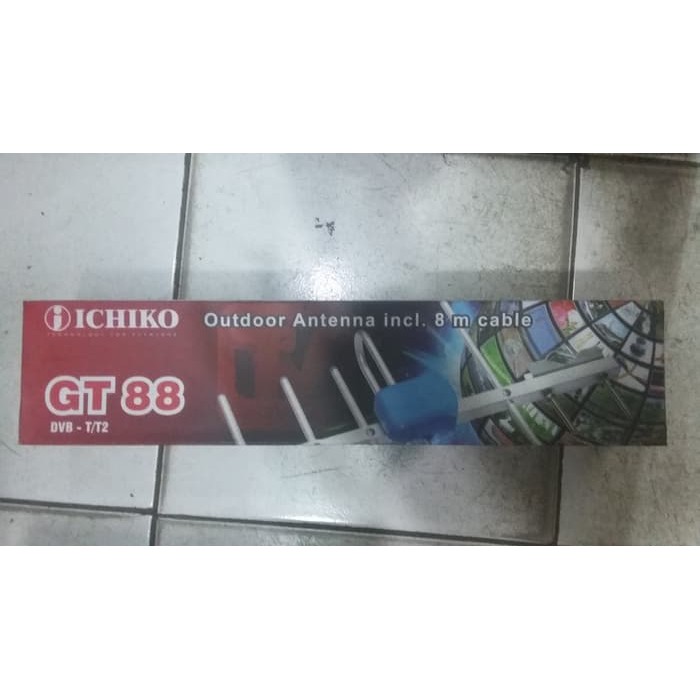 ICHIKO
Outdoor Antenna incl. 8 m cable
GT 88
DVB - T/T2